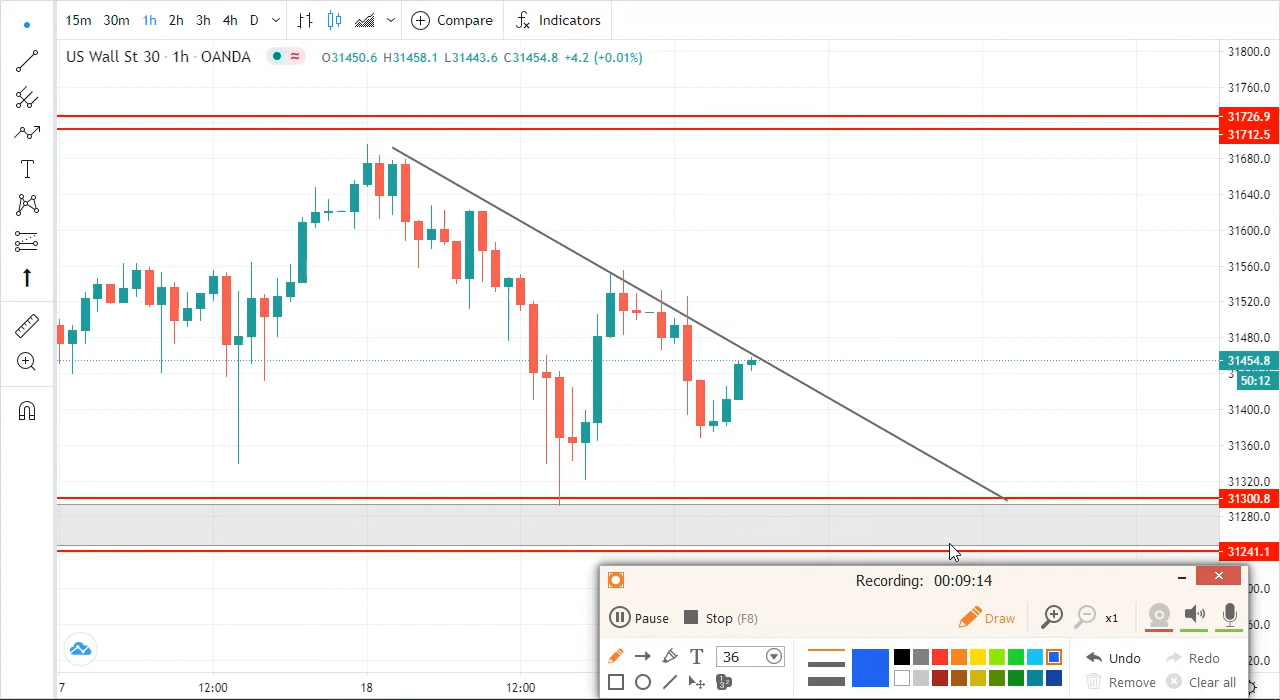 15m 30m 1h 2h 3h 4h D Compare Indicators
US Wall St 30 · 1h · OANDA O31450.6 H31458.1 L31443.6 C31454.8 +4.2 (+0.01%)
31800.0
31760.0
31726.9
31712.5
31680.0
31640.0
31600.0
31560.0
31520.0
31480.0
31454.8
50:12
31400.0
31360.0
31320.0
31300.8
31280.0
31241.1
Recording: 00:09:14
Pause Stop (F8) Draw x1
T 36 Undo Redo
Remove Clear all
7 12:00 18 12:00